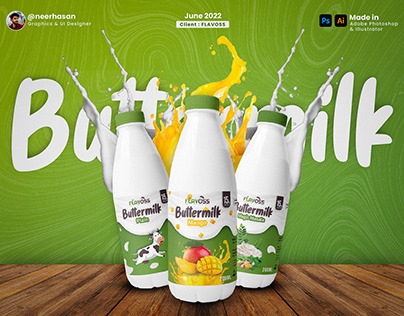 @neerhasan
Graphics & UI Designer
June 2022
Client : FLAVOSS
Ps
Ai
Made in
Adobe Photoshop
& Illustrator
Buttermilk
FLAVOSS
Buttermilk
Plain
FLAVOSS
Buttermilk
Mango
FLAVOSS
Buttermilk